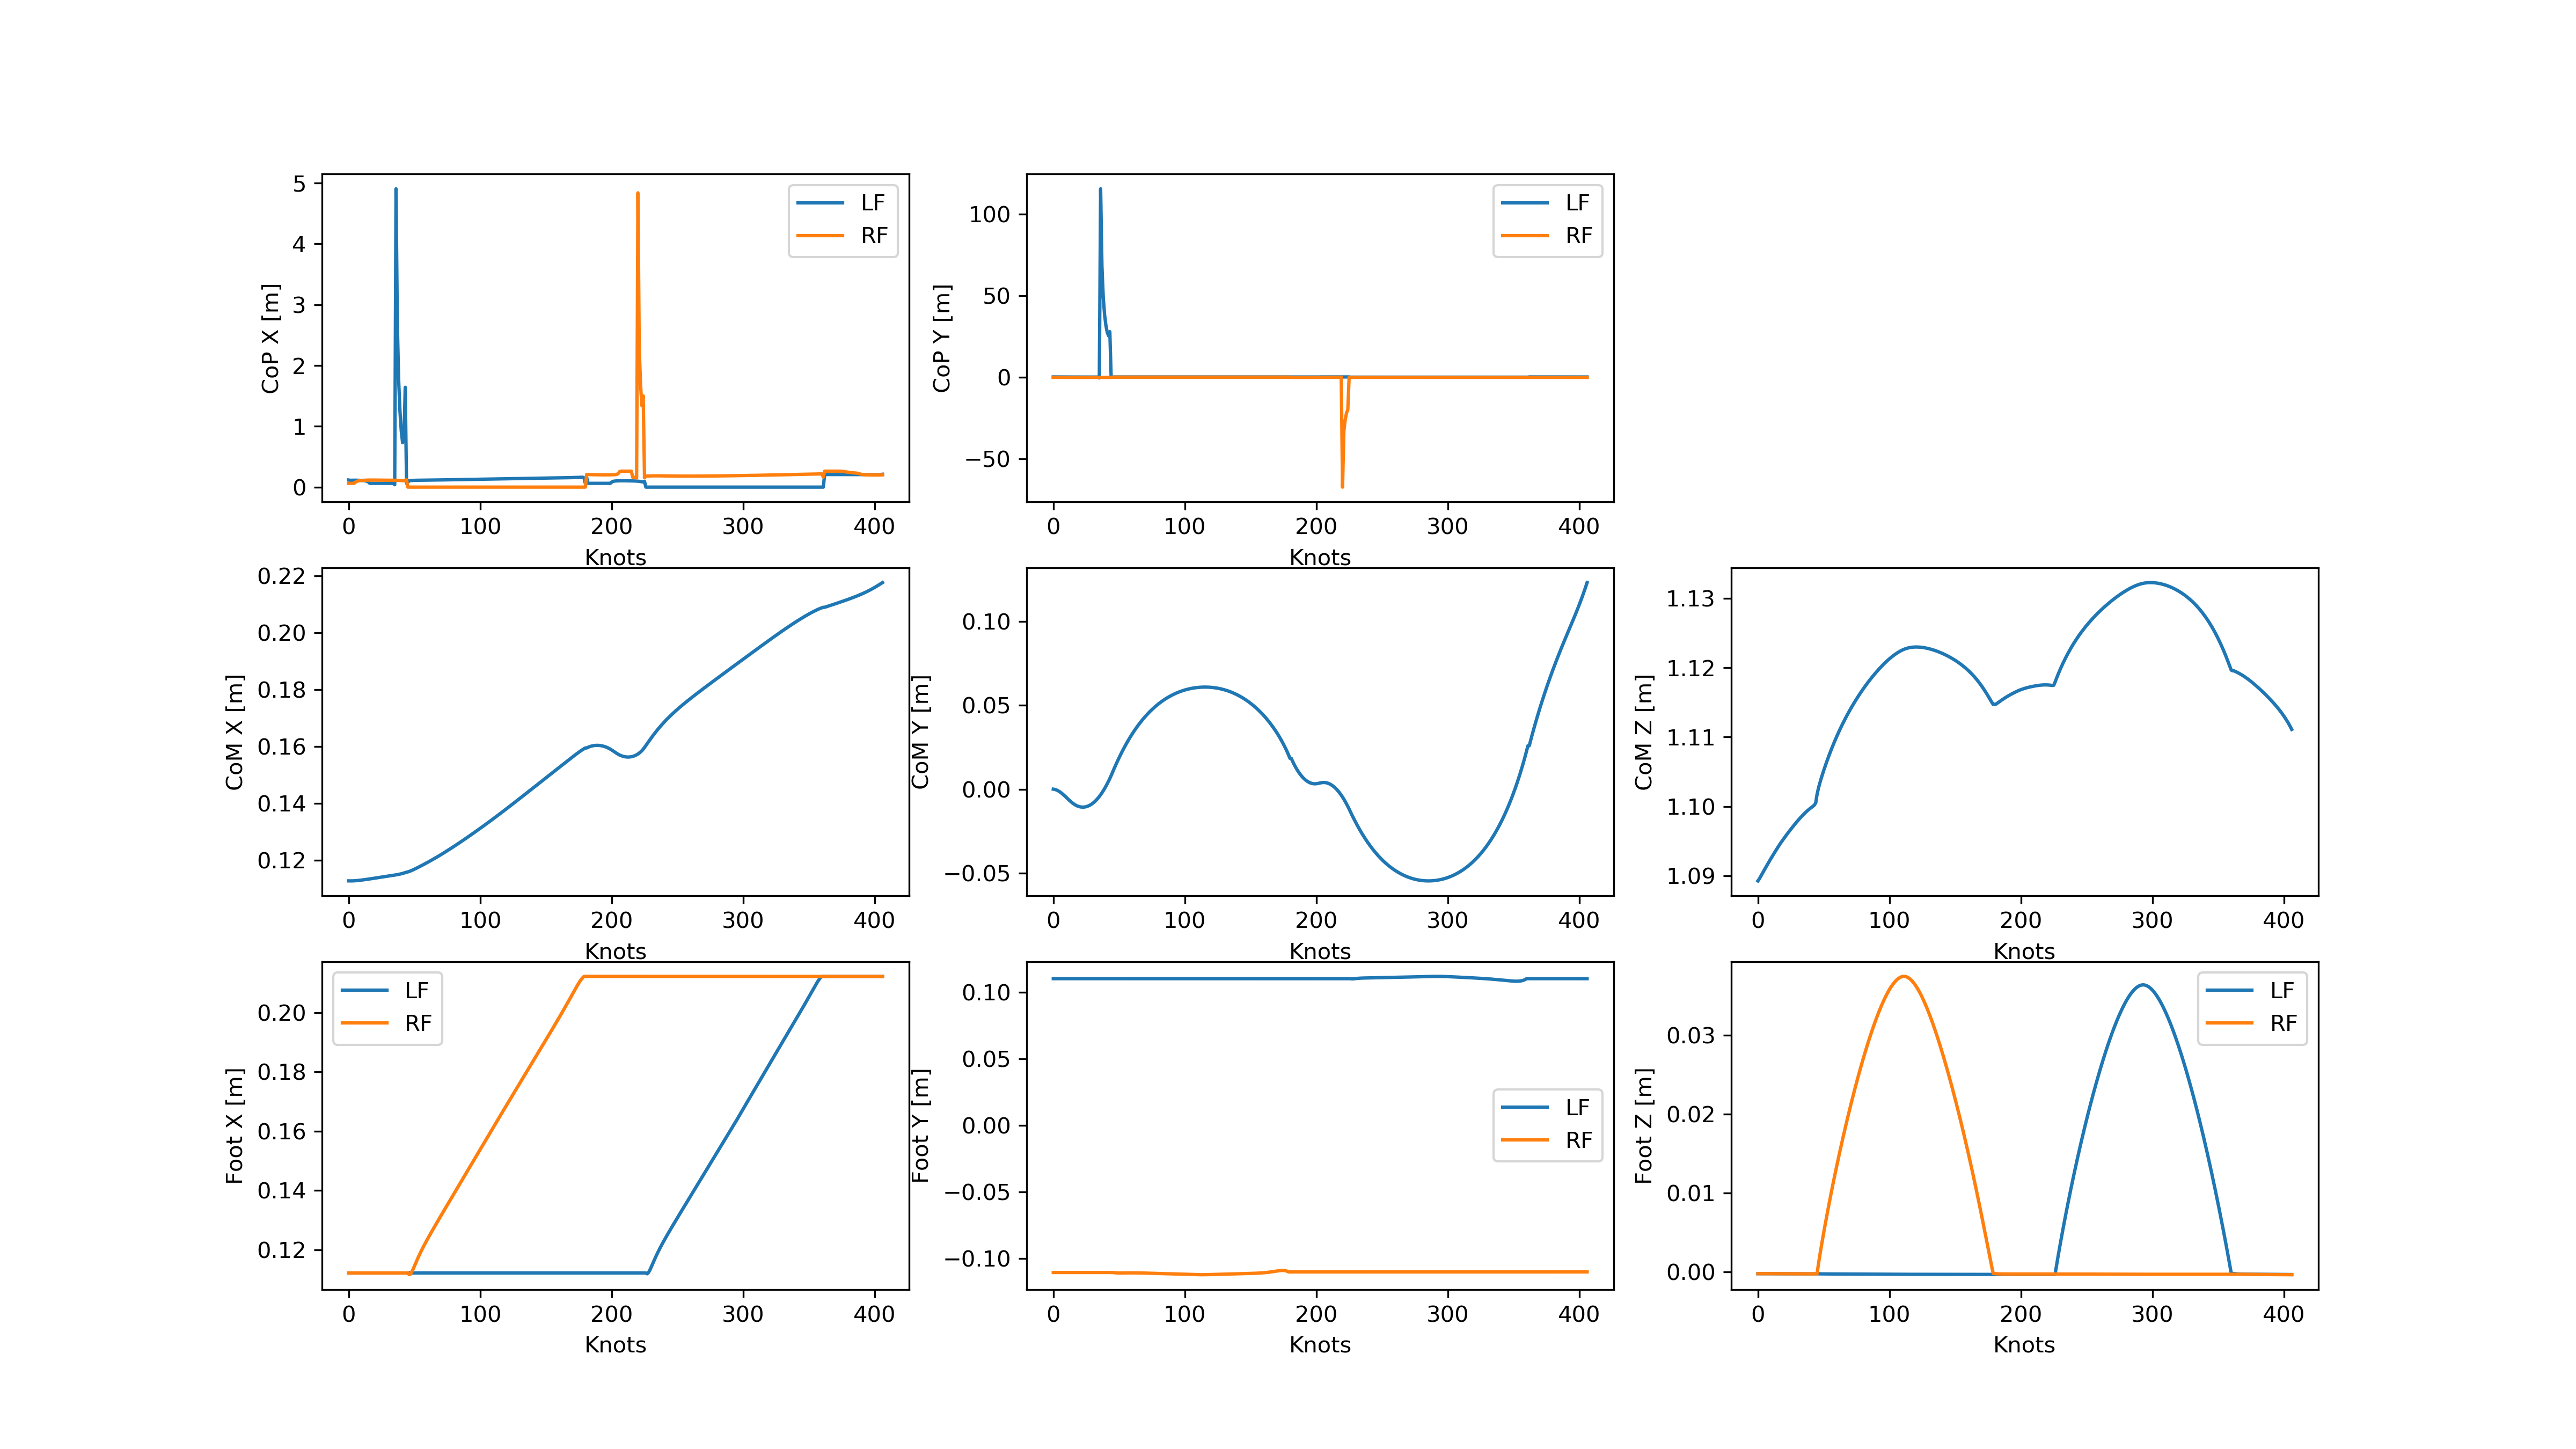 CoP X [m]
5
4
3
2
1
0
LF
RF
0 100 200 300 400
Knots
CoP Y [m]
100
50
0
−50
LF
RF
0 100 200 300 400
Knots
CoM X [m]
0.22
0.20
0.18
0.16
0.14
0.12
0 100 200 300 400
Knots
CoM Y [m]
0.10
0.05
0.00
−0.05
0 100 200 300 400
Knots
CoM Z [m]
1.13
1.12
1.11
1.10
1.09
0 100 200 300 400
Knots
Foot X [m]
0.20
0.18
0.16
0.14
0.12
LF
RF
0 100 200 300 400
Knots
Foot Y [m]
0.10
0.05
0.00
−0.05
−0.10
LF
RF
0 100 200 300 400
Knots
Foot Z [m]
0.03
0.02
0.01
0.00
LF
RF
0 100 200 300 400
Knots